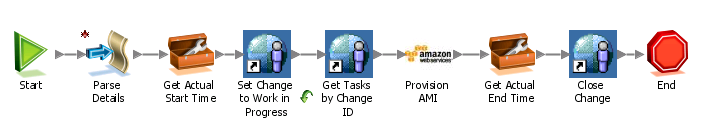 amazon
webservices
Start
Parse
Details
Get Actual
Start Time
Set Change
to Work in
Progress
Get Tasks
by Change
ID
Provision
AMI
Get Actual
End Time
Close
Change
End